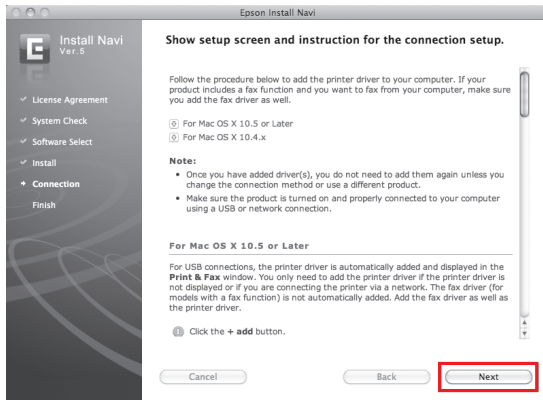 Epson Install Navi
Install Navi
Ver.5
License Agreement
System Check
Software Select
Install
Connection
Finish
Show setup screen and instruction for the connection setup.
Follow the procedure below to add the printer driver to your computer. If your
product includes a fax function and you want to fax from your computer, make sure
you add the fax driver as well.
For Mac OS X 10.5 or Later
For Mac OS X 10.4.x
Note:
• Once you have added driver(s), you do not need to add them again unless you
change the connection method or use a different product.
• Make sure the product is turned on and properly connected to your computer
using a USB or network connection.
For Mac OS X 10.5 or Later
For USB connections, the printer driver is automatically added and displayed in the
Print & Fax window. You only need to add the printer driver if the printer driver is
not displayed or if you are connecting the printer via a network. The fax driver (for
models with a fax function) is not automatically added. Add the fax driver as well as
the printer driver.
1 Click the + add button.
Cancel Back Next